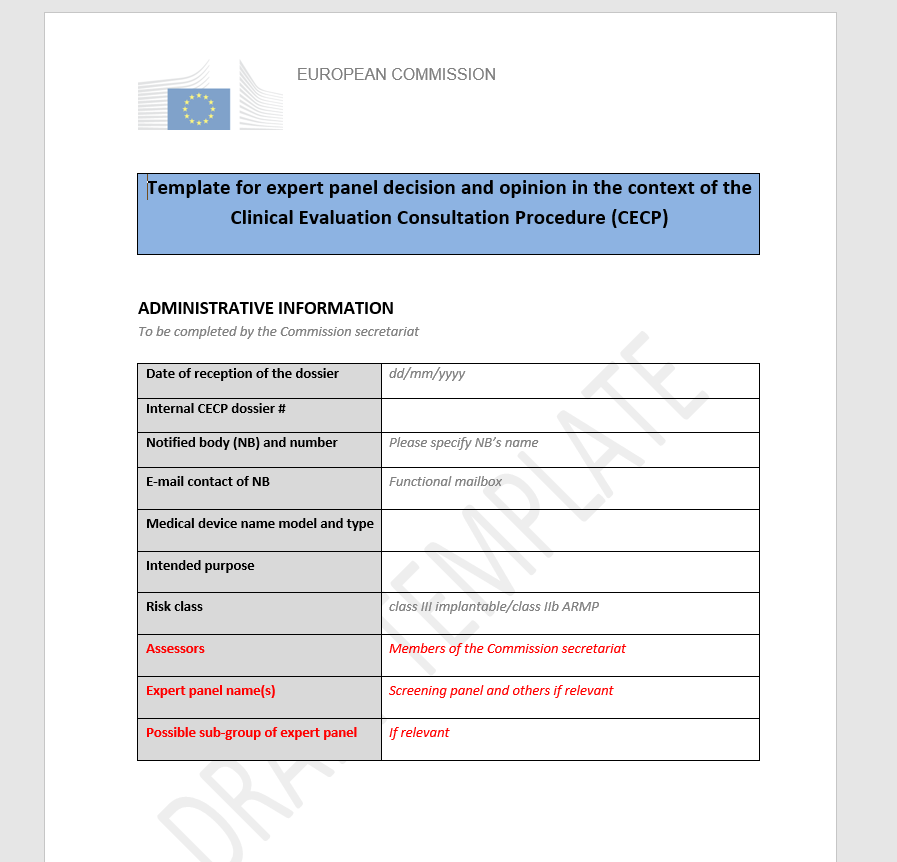 EUROPEAN COMMISSION
Template for expert panel decision and opinion in the context of the
Clinical Evaluation Consultation Procedure (CECP)
ADMINISTRATIVE INFORMATION
To be completed by the Commission secretariat
Date of reception of the dossier dd/mm/yyyy
Internal CECP dossier #
Notified body (NB) and number Please specify NB’s name
E-mail contact of NB Functional mailbox
Medical device name model and type
Intended purpose
Risk class class III implantable/class IIb ARMP
Assessors Members of the Commission secretariat
Expert panel name(s) Screening panel and others if relevant
Possible sub-group of expert panel If relevant
DRAFT TEMPLATE